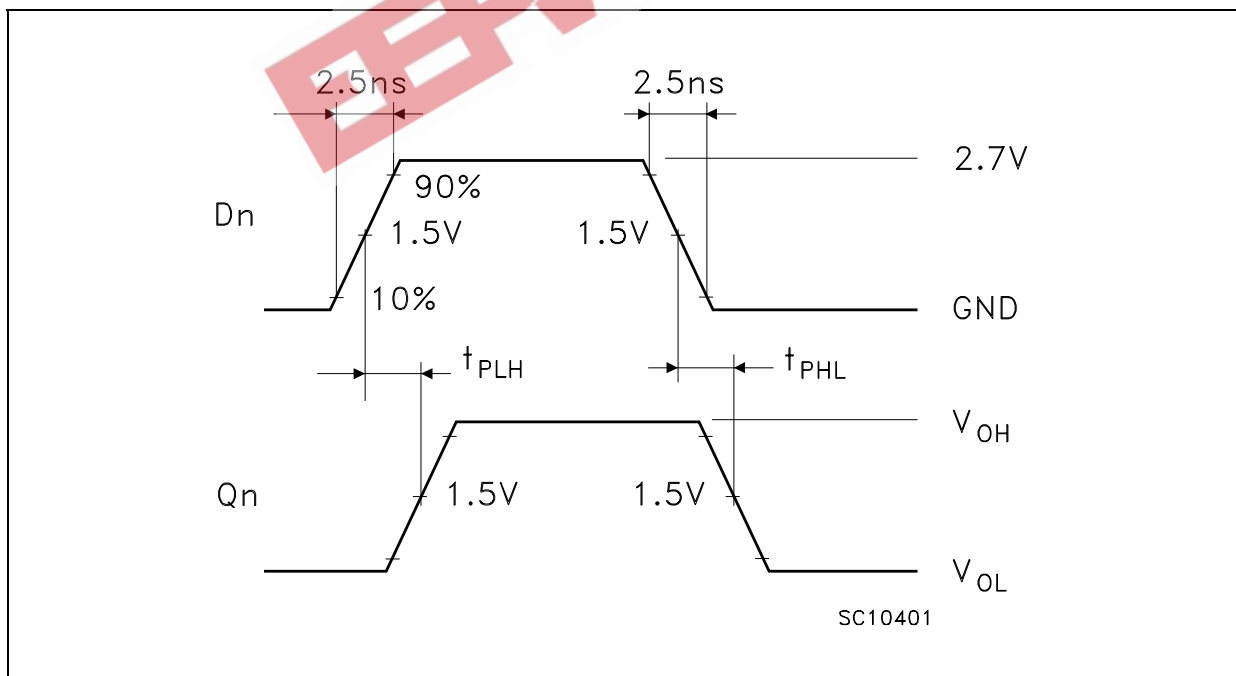 2.5ns 2.5ns
2.7V
90%
Dn
1.5V 1.5V
10%
GND
tPLH tPHL
VOH
Qn 1.5V 1.5V
VOL
SC10401